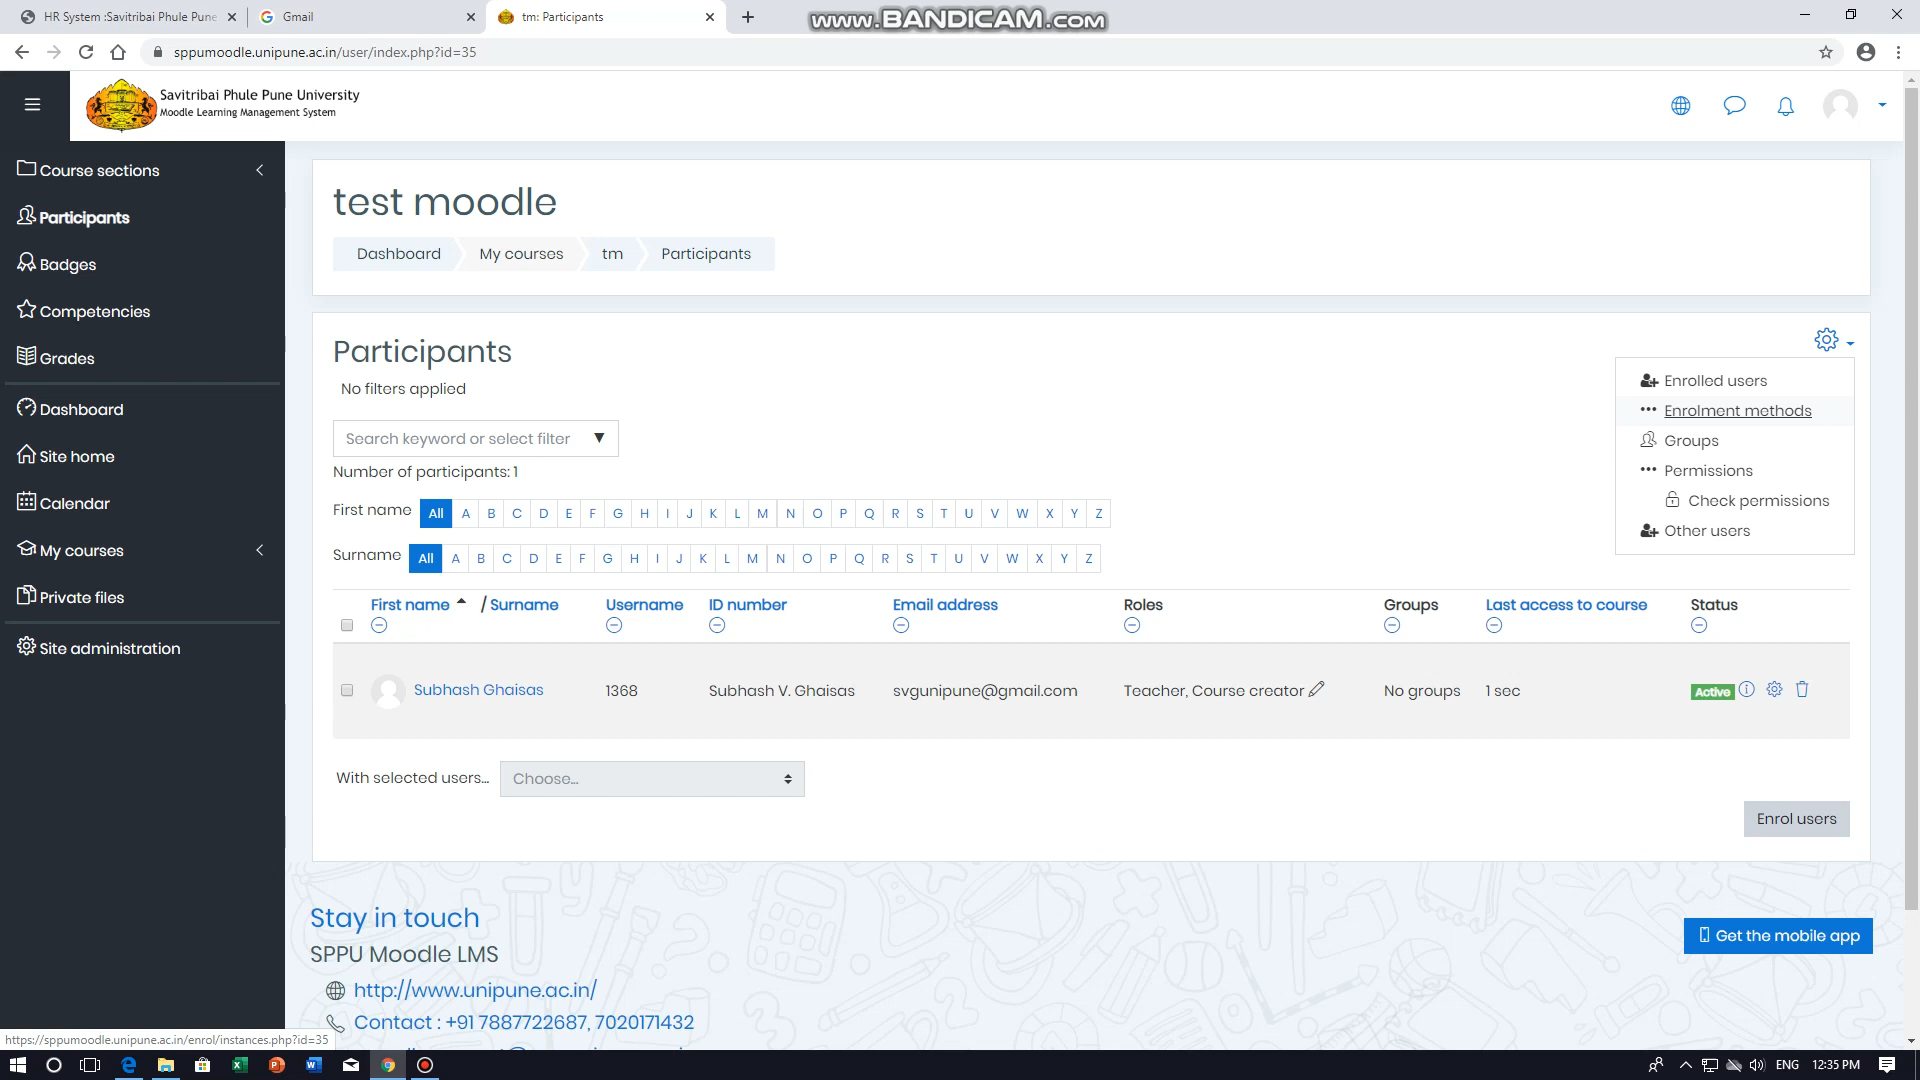 HR System :Savitribai Phule Pune
Gmail
tm: Participants
www.BANDICAM.com
sppumoodle.unipune.ac.in/user/index.php?id=35
Savitribai Phule Pune University
Moodle Learning Management System
Course sections
Participants
Badges
Competencies
Grades
Dashboard
Site home
Calendar
My courses
Private files
Site administration
test moodle
Dashboard My courses tm Participants
Participants
No filters applied
Search keyword or select filter ▼
Number of participants: 1
Enrolled users
Enrolment methods
Groups
Permissions
Check permissions
Other users
First name All A B C D E F G H I J K L M N O P Q R S T U V W X Y Z
Surname All A B C D E F G H I J K L M N O P Q R S T U V W X Y Z
First name / Surname Username ID number Email address Roles Groups Last access to course Status
Subhash Ghaisas 1368 Subhash V. Ghaisas svgunipune@gmail.com Teacher, Course creator No groups 1 sec Active
With selected users... Choose...
Enrol users
Stay in touch
SPPU Moodle LMS
http://www.unipune.ac.in/
Contact : +91 7887722687, 7020171432
Get the mobile app
https://sppumoodle.unipune.ac.in/enrol/instances.php?id=35
ENG 12:35 PM